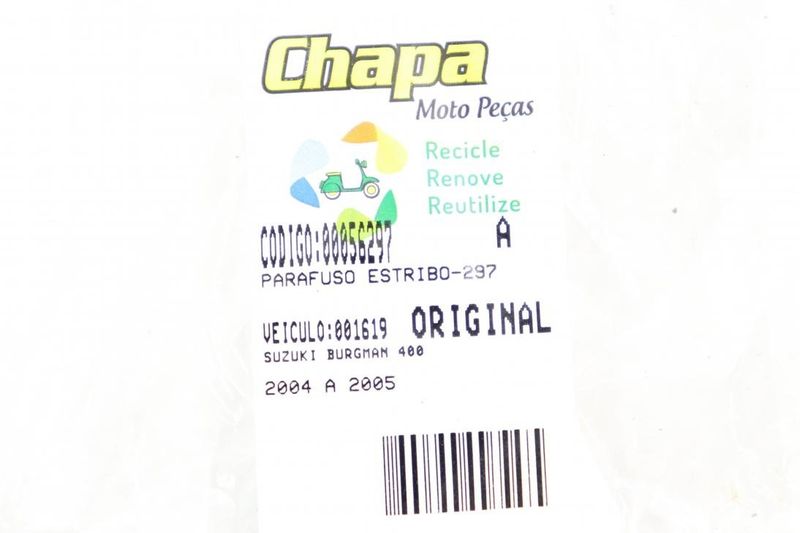 Chapa
Moto Peças
Recicle
Renove
Reutilize
CODIGO:00056297 A
PARAFUSO ESTRIBO-297
VEICULO:001619 ORIGINAL
SUZUKI BURGMAN 400
2004 A 2005